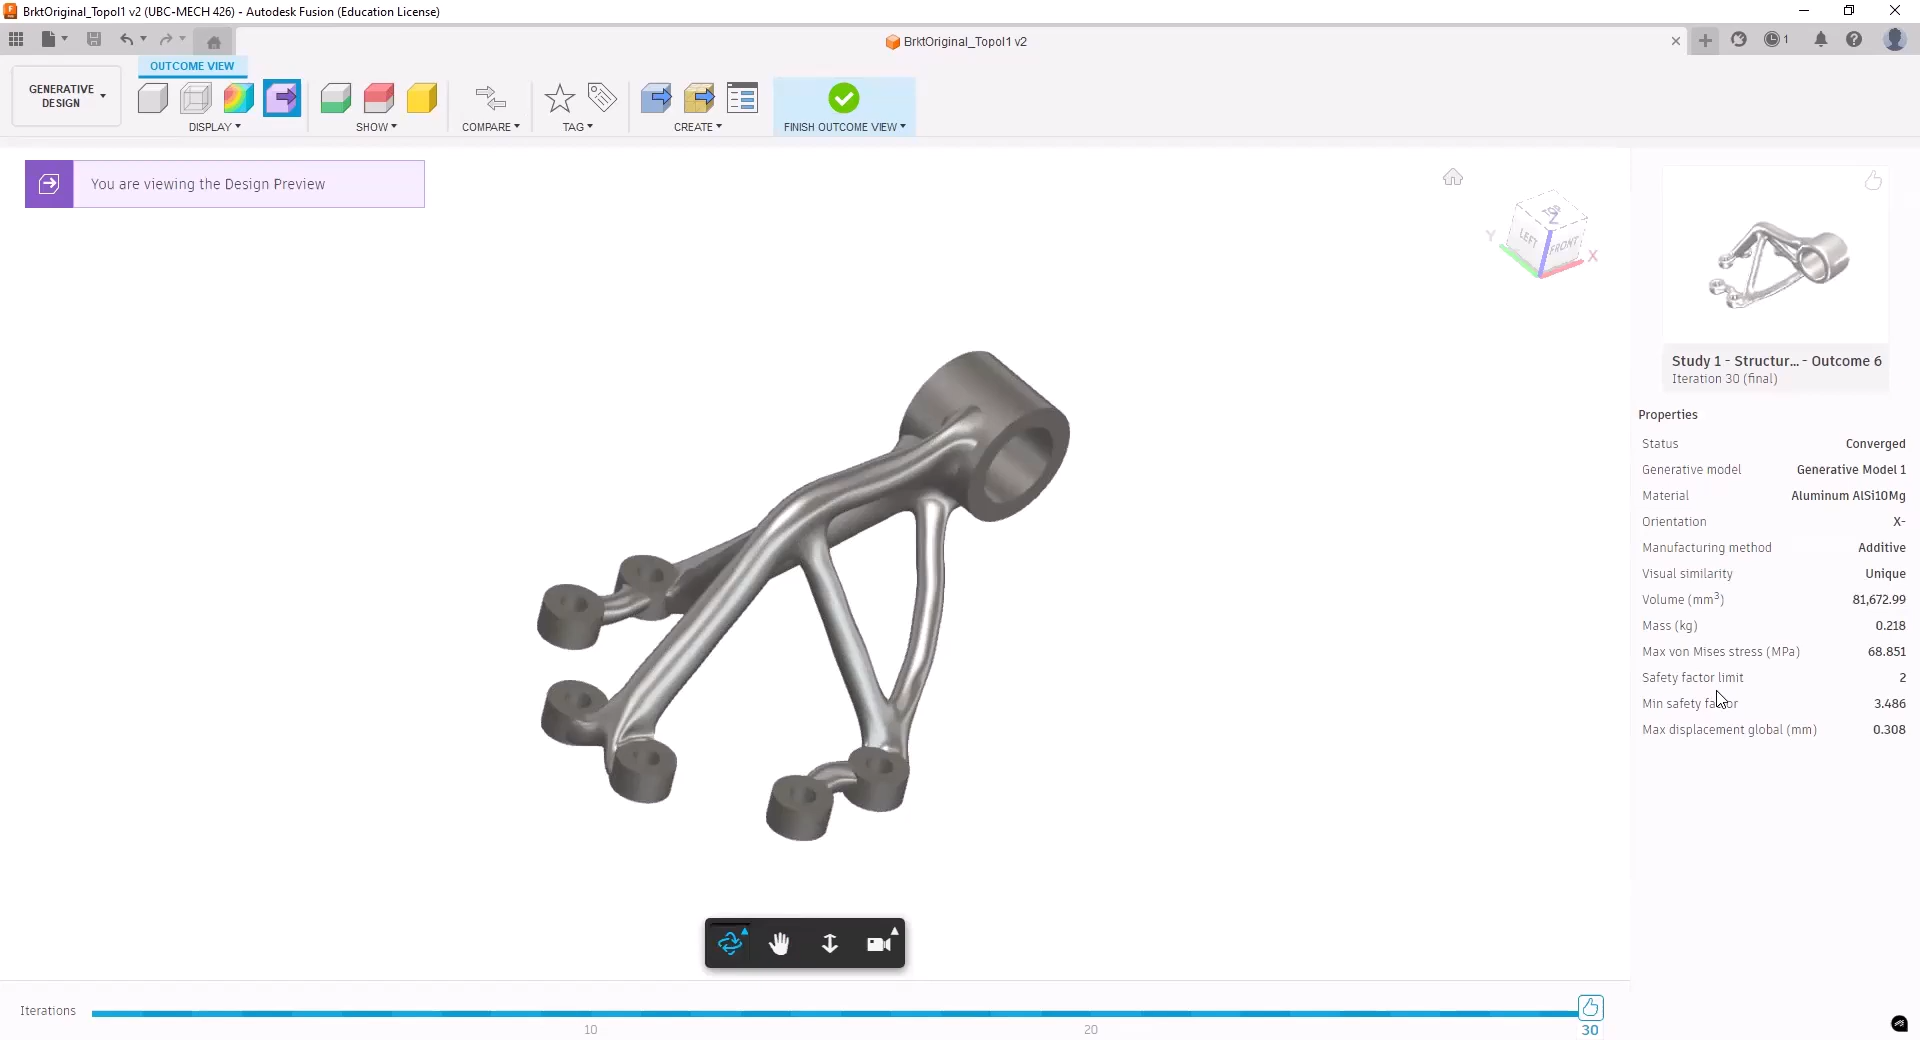 BrktOriginal_Topol1 v2 (UBC-MECH 426) - Autodesk Fusion (Education License)
BrktOriginal_Topol1 v2
1
OUTCOME VIEW
GENERATIVE
DESIGN
DISPLAY
SHOW
COMPARE
TAG
CREATE
FINISH OUTCOME VIEW
You are viewing the Design Preview
TOP
Z
LEFT
FRONT
Y
X
Study 1 - Structur... - Outcome 6
Iteration 30 (final)
Properties
Status Converged
Generative model Generative Model 1
Material Aluminum AlSi10Mg
Orientation X-
Manufacturing method Additive
Visual similarity Unique
Volume (mm³) 81,672.99
Mass (kg) 0.218
Max von Mises stress (MPa) 68.851
Safety factor limit 2
Min safety factor 3.486
Max displacement global (mm) 0.308
Iterations
10 20 30